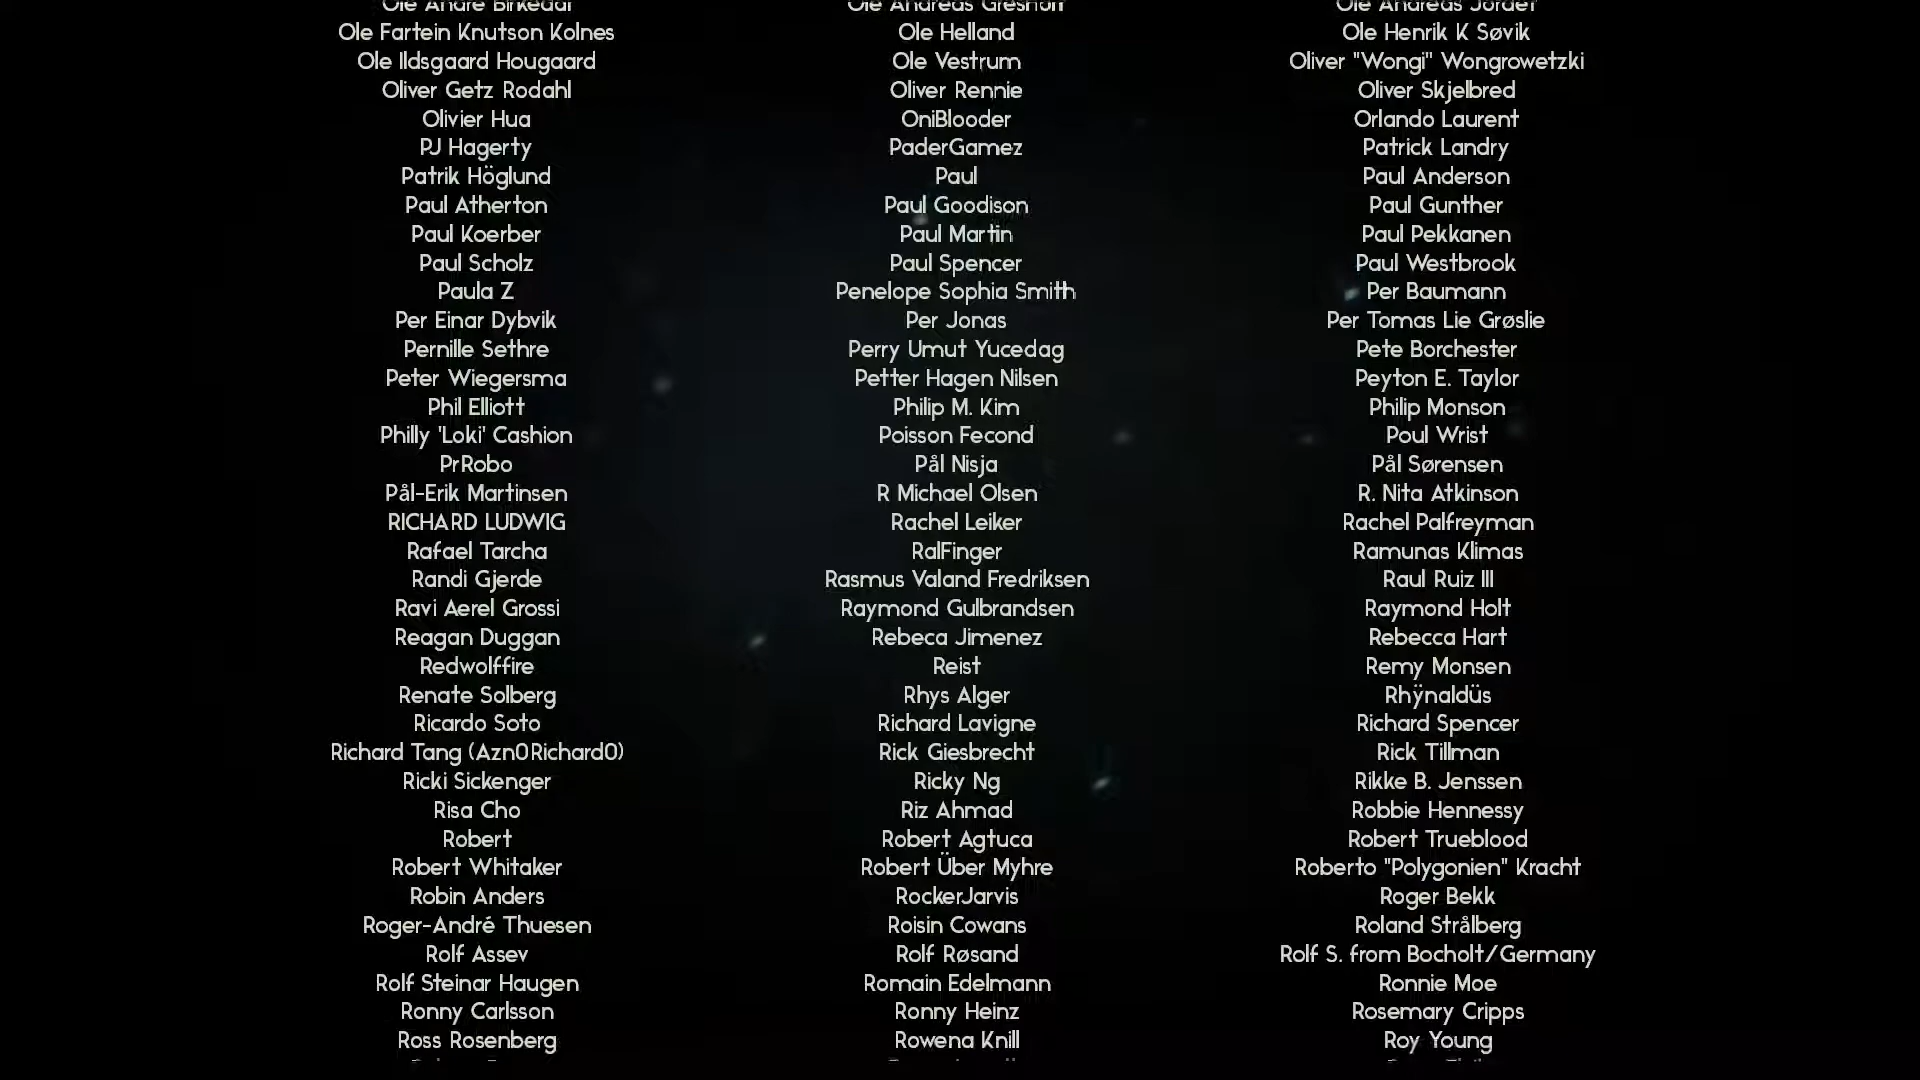 Ole Andre Birkedal Ole Andreas Greshoff Ole Andreas Jordet
Ole Fartein Knutson Kolnes Ole Helland Ole Henrik K Søvik
Ole Ildsgaard Hougaard Ole Vestrum Oliver "Wongi" Wongrowetzki
Oliver Getz Rodahl Oliver Rennie Oliver Skjelbred
Olivier Hua OniBlooder Orlando Laurent
PJ Hagerty PaderGamez Patrick Landry
Patrik Höglund Paul Paul Anderson
Paul Atherton Paul Goodison Paul Gunther
Paul Koerber Paul Martin Paul Pekkanen
Paul Scholz Paul Spencer Paul Westbrook
Paula Z Penelope Sophia Smith Per Baumann
Per Einar Dybvik Per Jonas Per Tomas Lie Grøslie
Pernille Sethre Perry Umut Yucedag Pete Borchester
Peter Wiegersma Petter Hagen Nilsen Peyton E. Taylor
Phil Elliott Philip M. Kim Philip Monson
Philly 'Loki' Cashion Poisson Fecond Poul Wrist
PrRobo Pål Nisja Pål Sørensen
Pål-Erik Martinsen R Michael Olsen R. Nita Atkinson
RICHARD LUDWIG Rachel Leiker Rachel Palfreyman
Rafael Tarcha RalFinger Ramunas Klimas
Randi Gjerde Rasmus Valand Fredriksen Raul Ruiz III
Ravi Aerel Grossi Raymond Gulbrandsen Raymond Holt
Reagan Duggan Rebeca Jimenez Rebecca Hart
Redwolffire Reist Remy Monsen
Renate Solberg Rhys Alger Rhÿnaldüs
Ricardo Soto Richard Lavigne Richard Spencer
Richard Tang (Azn0Richard0) Rick Giesbrecht Rick Tillman
Ricki Sickenger Ricky Ng Rikke B. Jenssen
Risa Cho Riz Ahmad Robbie Hennessy
Robert Robert Agtuca Robert Trueblood
Robert Whitaker Robert Über Myhre Roberto "Polygonien" Kracht
Robin Anders RockerJarvis Roger Bekk
Roger-André Thuesen Roisin Cowans Roland Strålberg
Rolf Assev Rolf Røsand Rolf S. from Bocholt/Germany
Rolf Steinar Haugen Romain Edelmann Ronnie Moe
Ronny Carlsson Ronny Heinz Rosemary Cripps
Ross Rosenberg Rowena Knill Roy Young